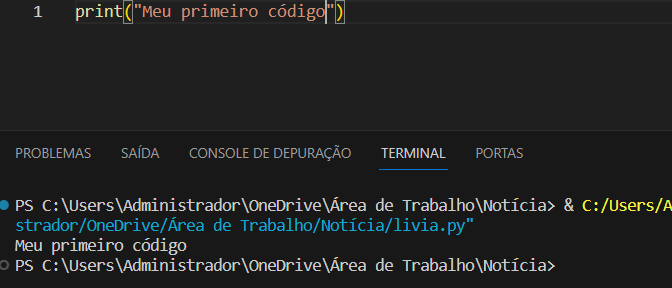 1 print("Meu primeiro código")
PROBLEMAS SAÍDA CONSOLE DE DEPURAÇÃO TERMINAL PORTAS
PS C:\Users\Administrador\OneDrive\Área de Trabalho\Notícia> & C:/Users/A
strador/OneDrive/Área de Trabalho/Notícia/livia.py"
Meu primeiro código
PS C:\Users\Administrador\OneDrive\Área de Trabalho\Notícia>